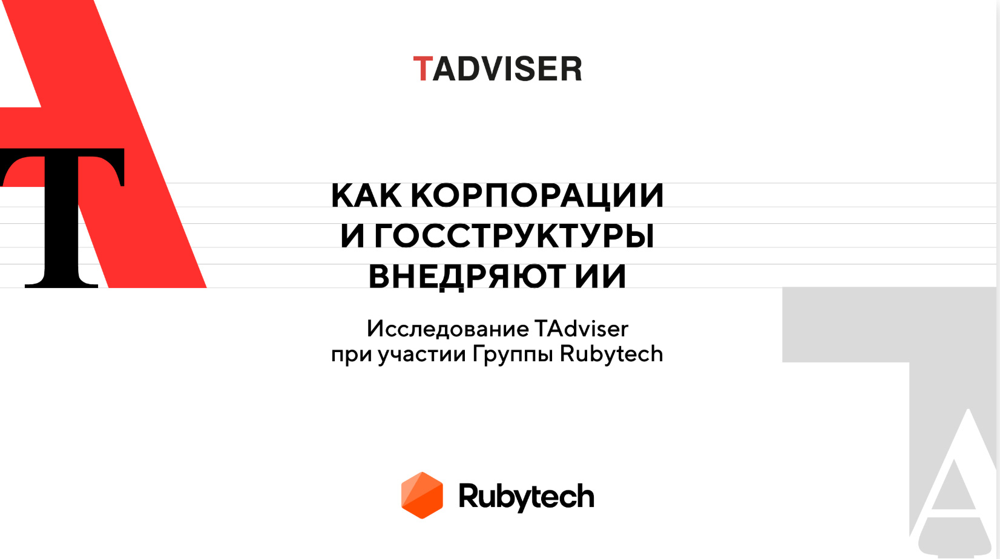 TADVISER
КАК КОРПОРАЦИИ
И ГОССТРУКТУРЫ
ВНЕДРЯЮТ ИИ
Исследование TAdviser
при участии Группы Rubytech
Rubytech